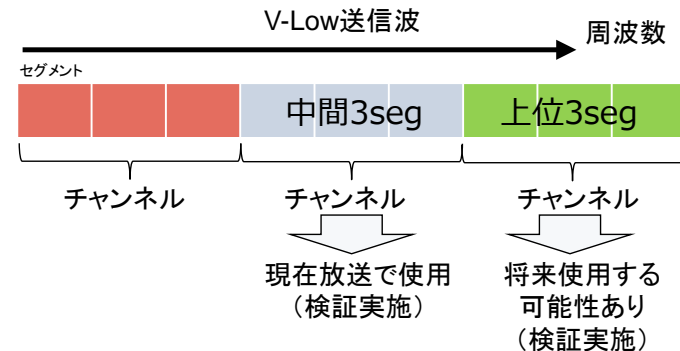 V-Low送信波
周波数
セグメント
中間3seg
上位3seg
チャンネル
チャンネル
チャンネル
現在放送で使用
（検証実施）
将来使用する
可能性あり
（検証実施）